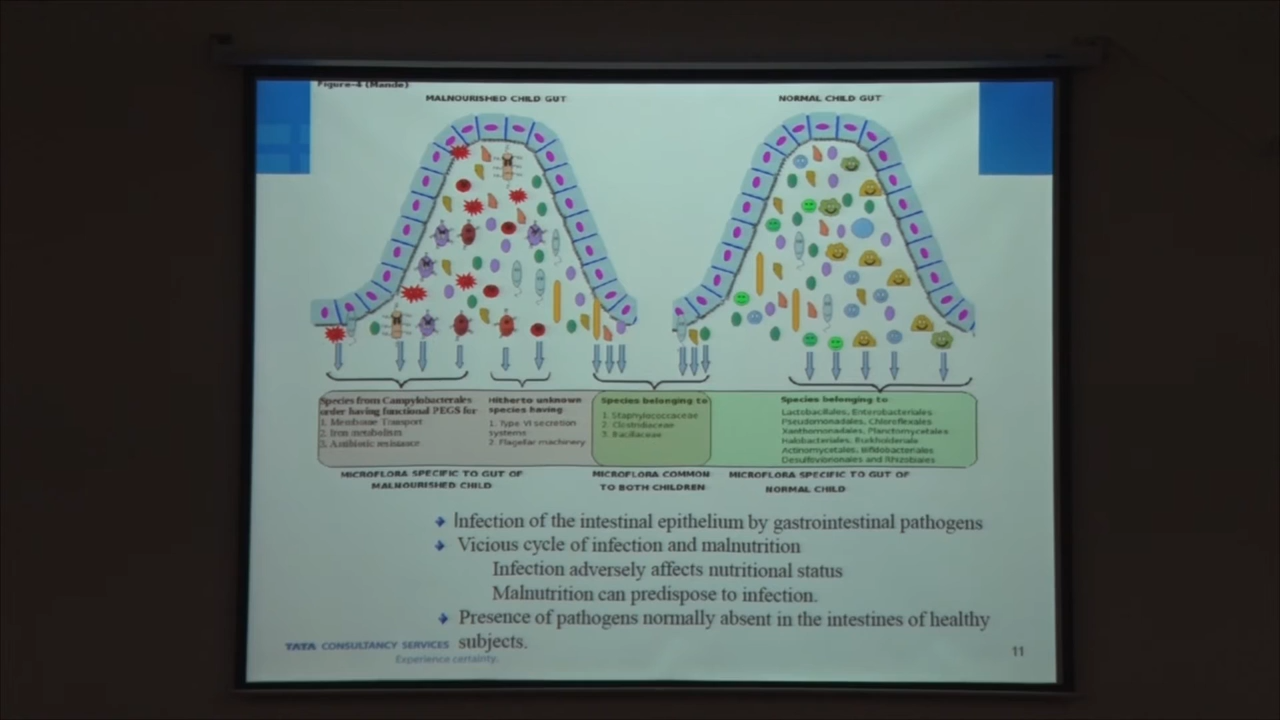 Figure-4 (Mande)
MALNOURISHED CHILD GUT
NORMAL CHILD GUT
Species from Campylobacterales
order having functional PEGS for
1. Membrane Transport
2. Iron metabolism
3. Antibiotic resistance
Hitherto unknown
species having
1. Type VI secretion
systems
2. Flagellar machinery
Species belonging to
1. Staphylococcaceae
2. Clostridiaceae
3. Bacillaceae
Species belonging to
Lactobacillales, Enterobacteriales
Pseudomonadales, Chloroflexales
Xanthomonadales, Planctomycetales
Halobacteriales, Burkholderiale
Actinomycetales, Bifidobacteriales
Desulfovibrionales and Rhizobiares
MICROFLORA SPECIFIC TO GUT OF
MALNOURISHED CHILD
MICROFLORA COMMON
TO BOTH CHILDREN
MICROFLORA SPECIFIC TO GUT OF
NORMAL CHILD
Infection of the intestinal epithelium by gastrointestinal pathogens
Vicious cycle of infection and malnutrition
Infection adversely affects nutritional status
Malnutrition can predispose to infection.
Presence of pathogens normally absent in the intestines of healthy
subjects.
TATA CONSULTANCY SERVICES
Experience certainty.
11